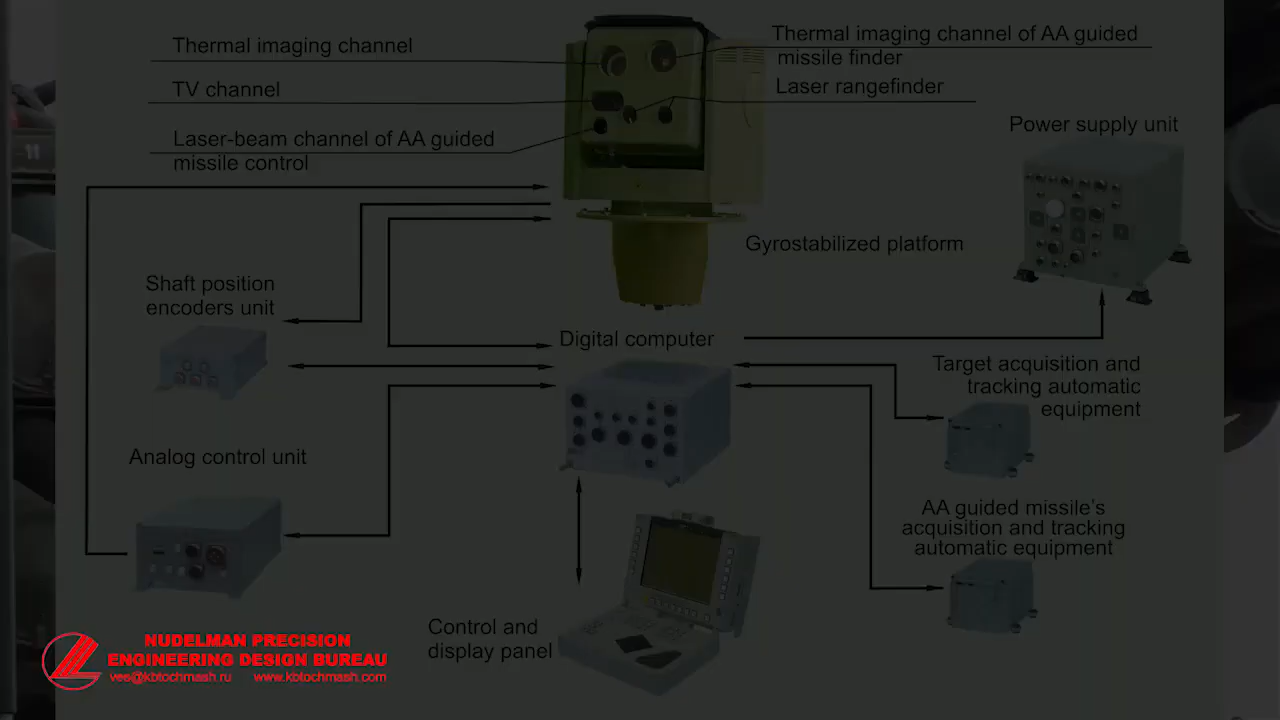 Thermal imaging channel
Thermal imaging channel of AA guided
missile finder
TV channel
Laser rangefinder
Laser-beam channel of AA guided
missile control
Power supply unit
Gyrostabilized platform
Shaft position
encoders unit
Digital computer
Target acquisition and
tracking automatic
equipment
Analog control unit
AA guided missile's
acquisition and tracking
automatic equipment
Control and
display panel
NUDELMAN PRECISION
ENGINEERING DESIGN BUREAU
ves@kbtochmash.ru www.kbtochmash.com